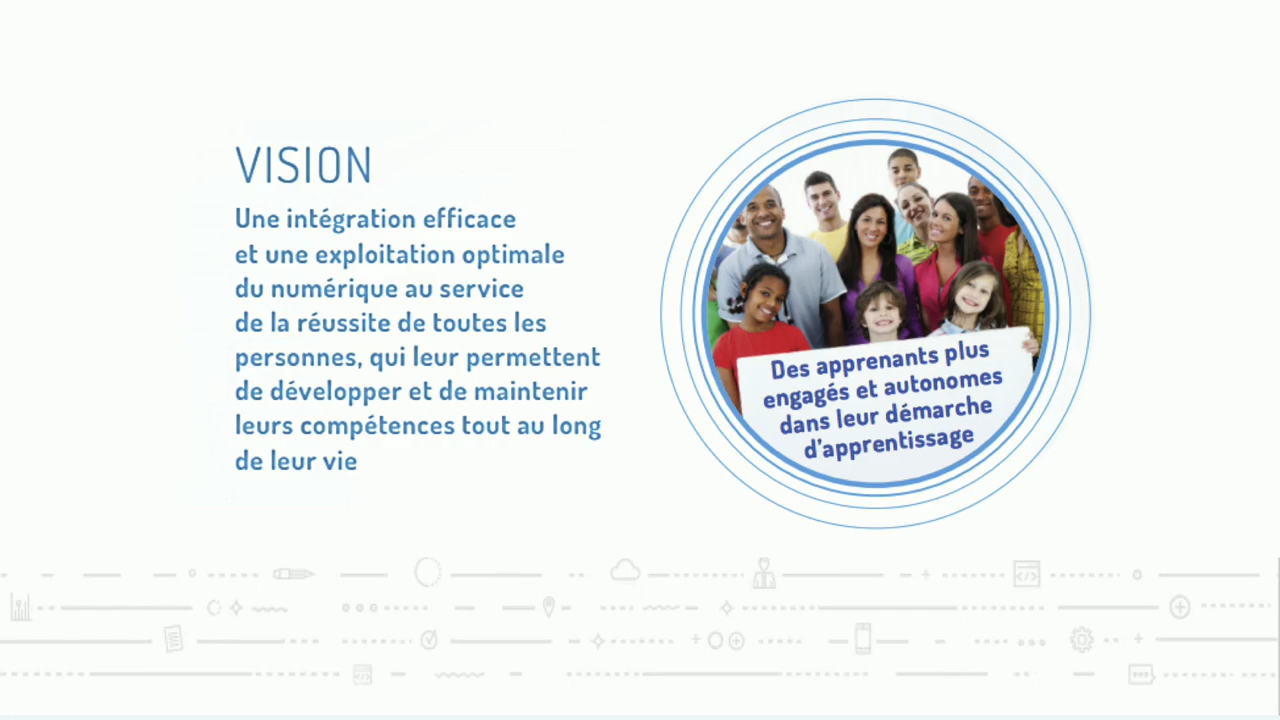 VISION
Une intégration efficace
et une exploitation optimale
du numérique au service
de la réussite de toutes les
personnes, qui leur permettent
de développer et de maintenir
leurs compétences tout au long
de leur vie
Des apprenants plus
engagés et autonomes
dans leur démarche
d'apprentissage